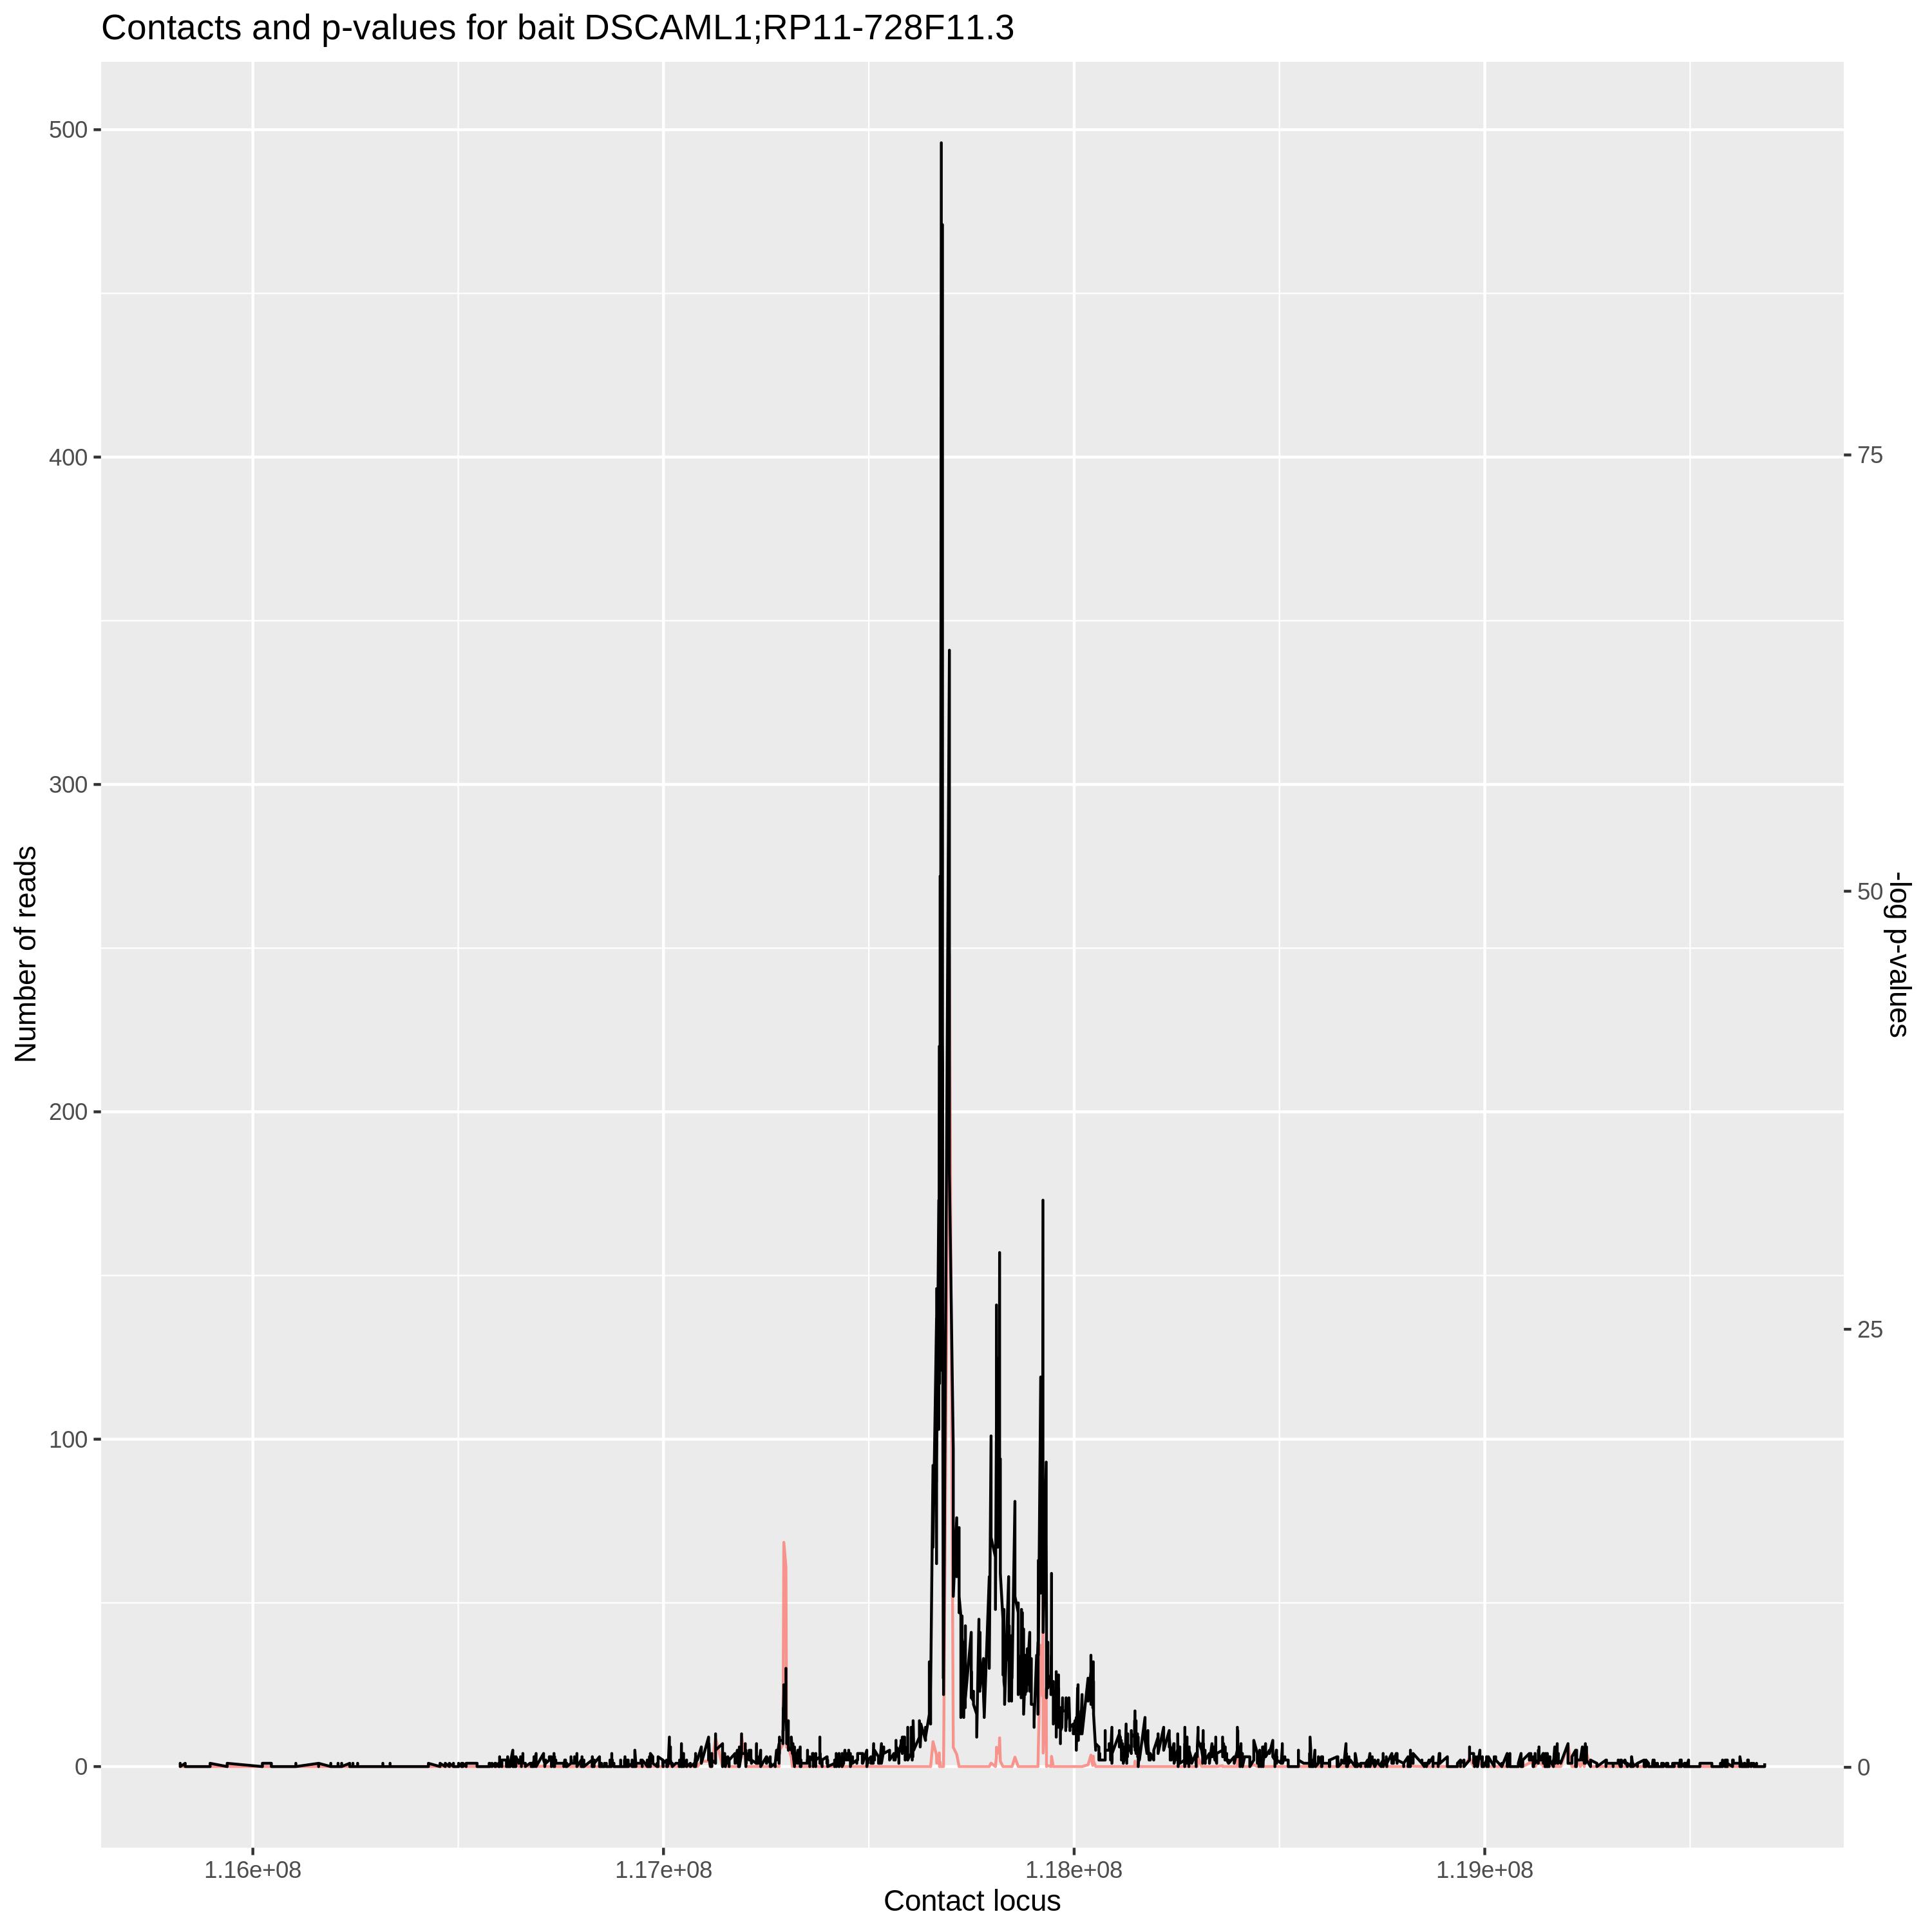 Contacts and p-values for bait DSCAML1;RP11-728F11.3
500
400
300
200
100
0
Number of reads
75
50
25
0
-log p-values
1.16e+08
1.17e+08
1.18e+08
1.19e+08
Contact locus